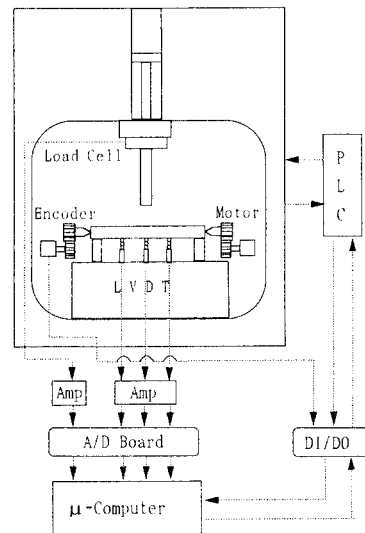 Load Cell
P
L
C
Encoder
Motor
L V D T
Amp
Amp
A/D Board
DI/DO
μ-Computer